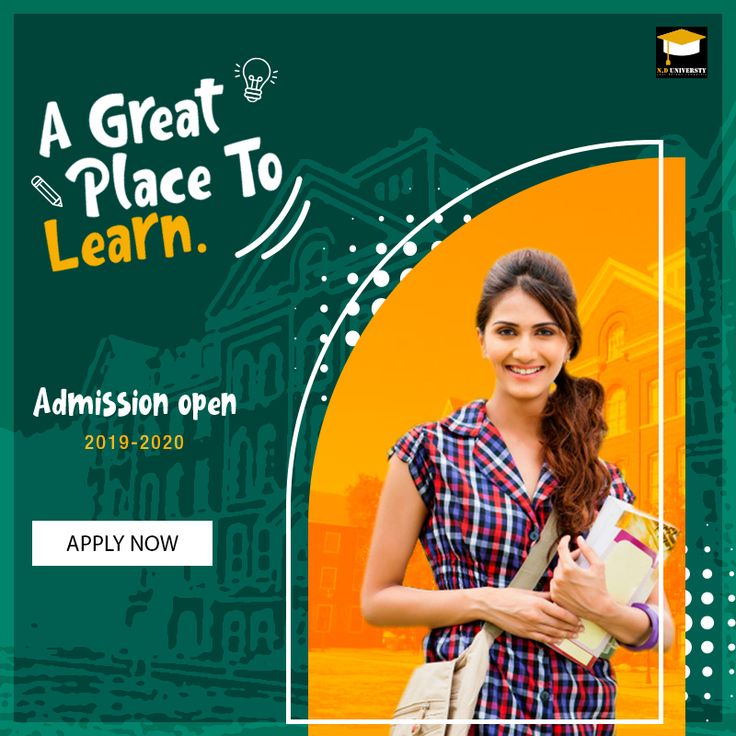 N.D UNIVERSTY
A Great
Place To
Learn.
Admission open
2019-2020
APPLY NOW